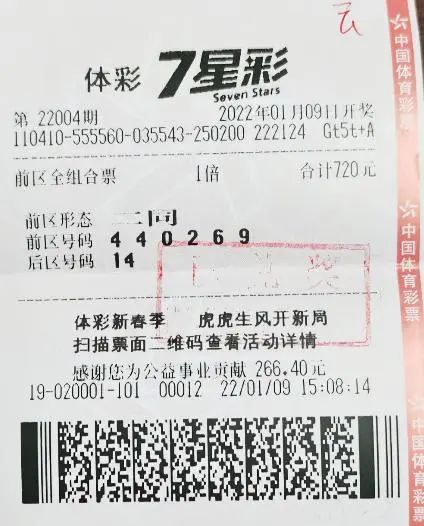 云
体彩 7星彩
Seven Stars
第 22004期 2022年01月09日开奖
110410-555560-035543-250200 222124 Gt5t+A
前区全组合票 1倍 合计720元
前区形态 二同
前区号码 4 4 0 2 6 9
后区号码 14
已兑奖
体彩新春季 虎虎生风开新局
扫描票面二维码查看活动详情
感谢您为公益事业贡献 266.40元
19-020001-101 00012 22/01/09 15:08:14
中国体育彩
中国体育彩票
中国体育彩票